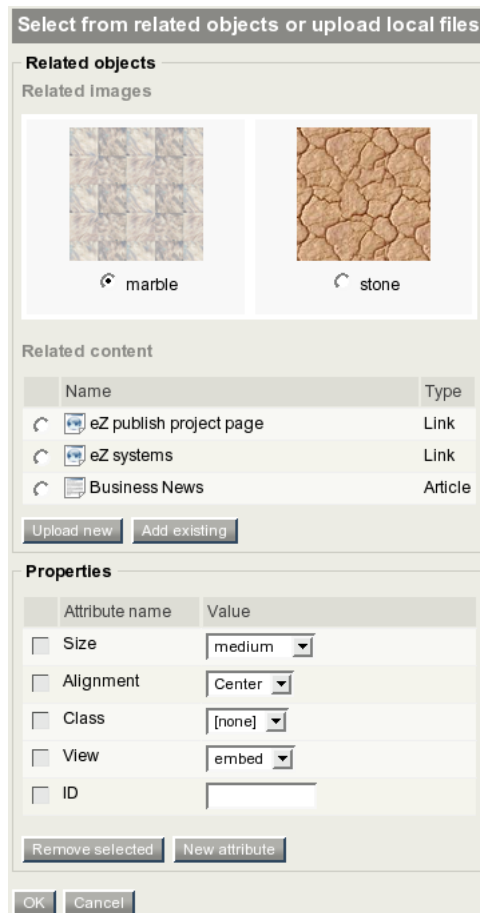 Select from related objects or upload local files
Related objects
Related images
marble stone
Related content
Name Type
eZ publish project page Link
eZ systems Link
Business News Article
Upload new Add existing
Properties
Attribute name Value
Size medium
Alignment Center
Class [none]
View embed
ID
Remove selected New attribute
OK Cancel